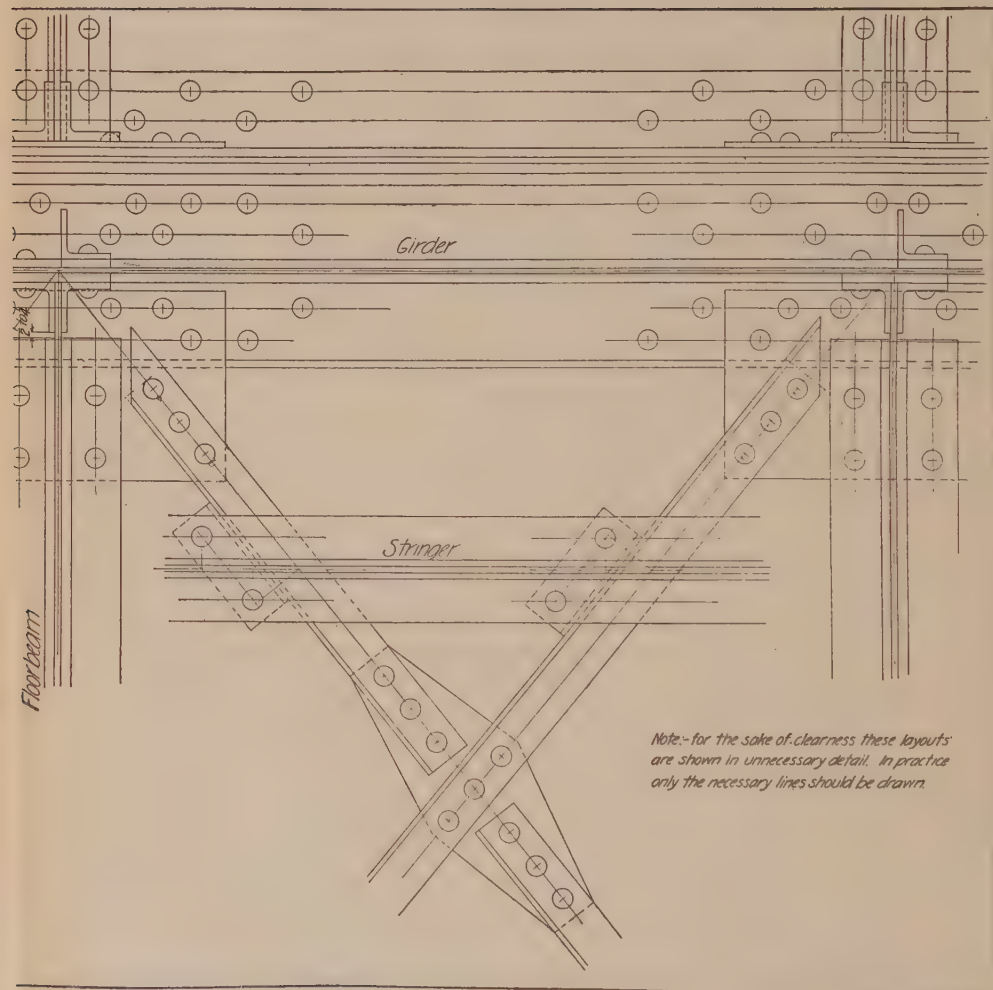 Girder
Stringer
Floorbeam
Note:-for the sake of clearness these layouts
are shown in unnecessary detail. In practice
only the necessary lines should be drawn.